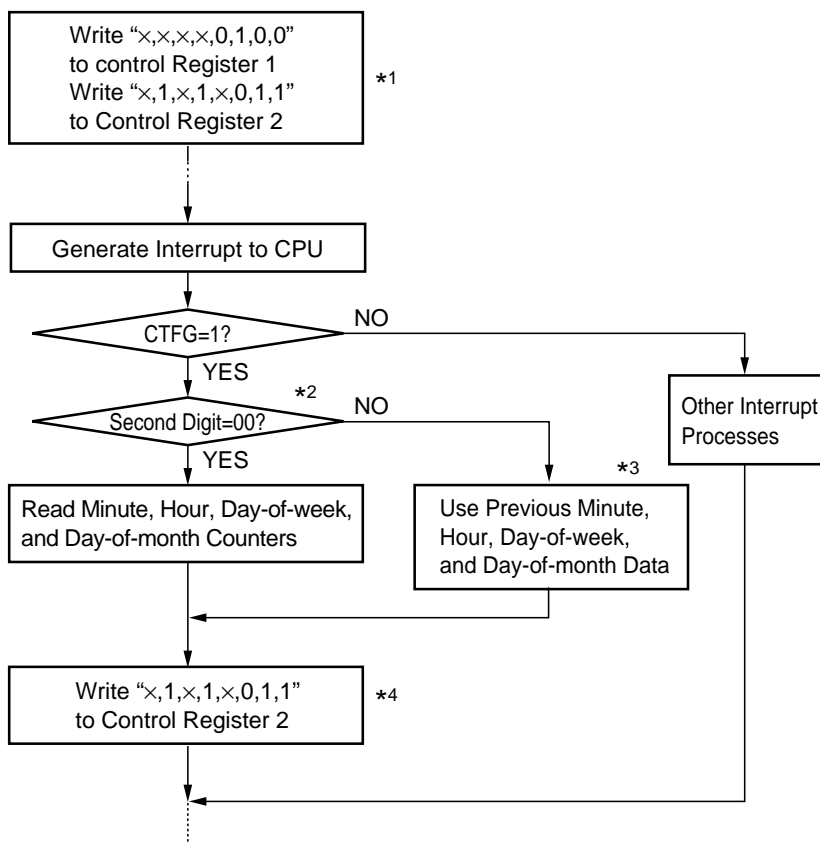 Write “×,×,×,×,0,1,0,0”
to control Register 1
Write “×,1,×,1,×,0,1,1”
to Control Register 2
*1
Generate Interrupt to CPU
CTFG=1?
NO
YES
*2
Second Digit=00?
NO
YES
Other Interrupt
Processes
*3
Read Minute, Hour, Day-of-week,
and Day-of-month Counters
Use Previous Minute,
Hour, Day-of-week,
and Day-of-month Data
Write “×,1,×,1,×,0,1,1”
to Control Register 2
*4